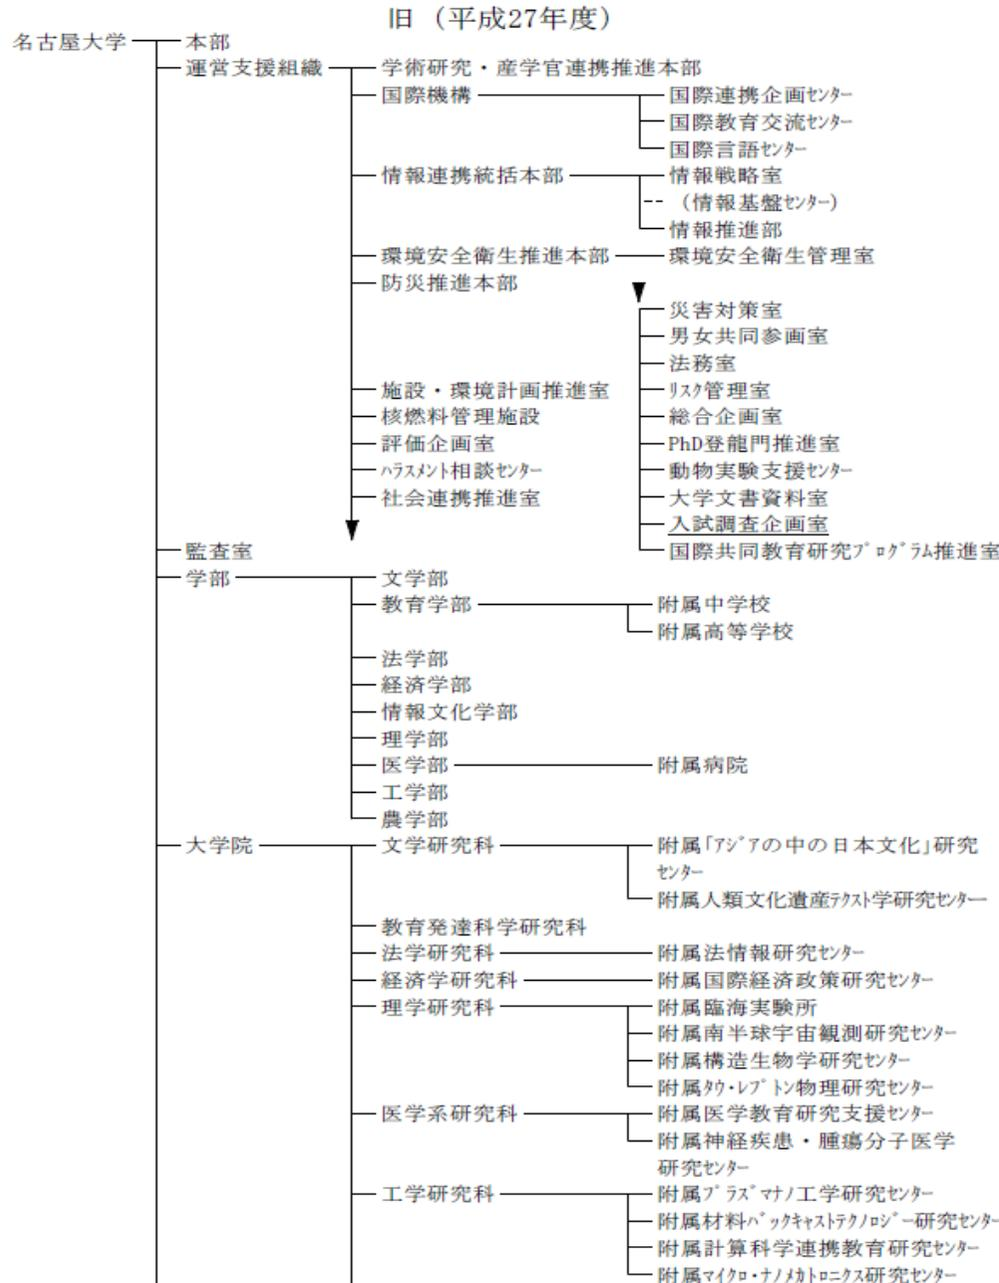 旧（平成27年度）
名古屋大学 本部
運営支援組織 学術研究・産学官連携推進本部
国際機構 国際連携企画ｾﾝﾀｰ
国際教育交流ｾﾝﾀｰ
国際言語ｾﾝﾀｰ
情報連携統括本部 情報戦略室
（情報基盤ｾﾝﾀｰ）
情報推進部
環境安全衛生推進本部 環境安全衛生管理室
防災推進本部
災害対策室
男女共同参画室
法務室
施設・環境計画推進室 ﾘｽｸ管理室
核燃料管理施設 総合企画室
評価企画室 PhD登龍門推進室
ﾊﾗｽﾒﾝﾄ相談ｾﾝﾀｰ 動物実験支援ｾﾝﾀｰ
社会連携推進室 大学文書資料室
入試調査企画室
監査室 国際共同教育研究ﾌﾟﾛｸﾞﾗﾑ推進室
学部 文学部
教育学部 附属中学校
附属高等学校
法学部
経済学部
情報文化学部
理学部
医学部 附属病院
工学部
農学部
大学院 文学研究科 附属｢ｱｼﾞｱの中の日本文化｣研究
ｾﾝﾀｰ
附属人類文化遺産ﾃｸｽﾄ学研究ｾﾝﾀｰ
教育発達科学研究科
法学研究科 附属法情報研究ｾﾝﾀｰ
経済学研究科 附属国際経済政策研究ｾﾝﾀｰ
理学研究科 附属臨海実験所
附属南半球宇宙観測研究ｾﾝﾀｰ
附属構造生物学研究ｾﾝﾀｰ
附属ﾀｳ･ﾚﾌﾟﾄﾝ物理研究ｾﾝﾀｰ
医学系研究科 附属医学教育研究支援ｾﾝﾀｰ
附属神経疾患・腫瘍分子医学
研究ｾﾝﾀｰ
工学研究科 附属ﾌﾟﾗｽﾞﾏﾅﾉ工学研究ｾﾝﾀｰ
附属材料ﾊﾞｯｸｷｬｽﾄﾃｸﾉﾛｼﾞｰ研究ｾﾝﾀｰ
附属計算科学連携教育研究ｾﾝﾀｰ
附属ﾏｲｸﾛ･ﾅﾉﾒｶﾄﾛﾆｸｽ研究ｾﾝﾀｰ